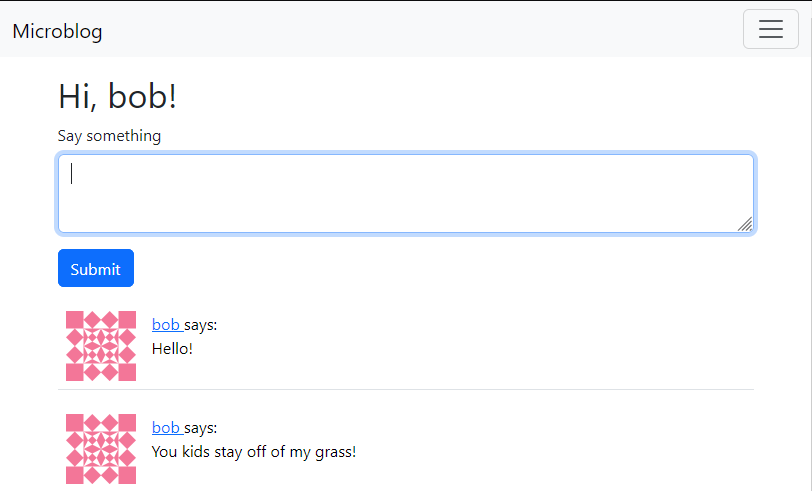 Microblog
Hi, bob!
Say something
Submit
bob says:
Hello!
bob says:
You kids stay off of my grass!